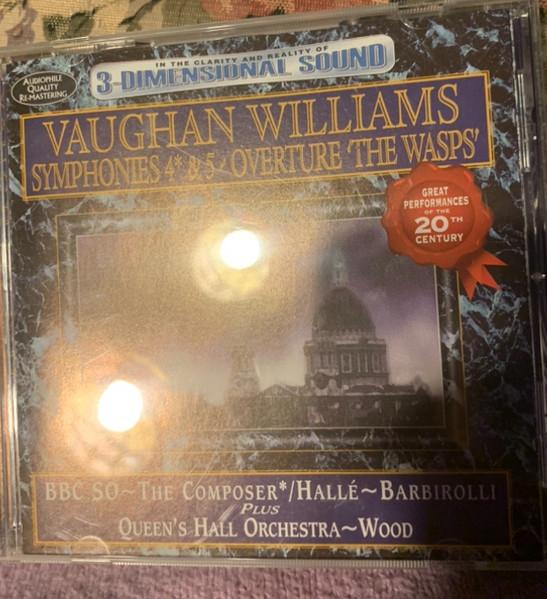 IN THE CLARITY AND REALITY OF
3-DIMENSIONAL SOUND
AUDIOPHILE
QUALITY
RE-MASTERING
VAUGHAN WILLIAMS
SYMPHONIES 4* & 5 · OVERTURE 'THE WASPS'
GREAT
PERFORMANCES
OF THE
20TH
CENTURY
BBC SO~THE COMPOSER*/HALLÉ~BARBIROLLI
PLUS
QUEEN'S HALL ORCHESTRA~WOOD